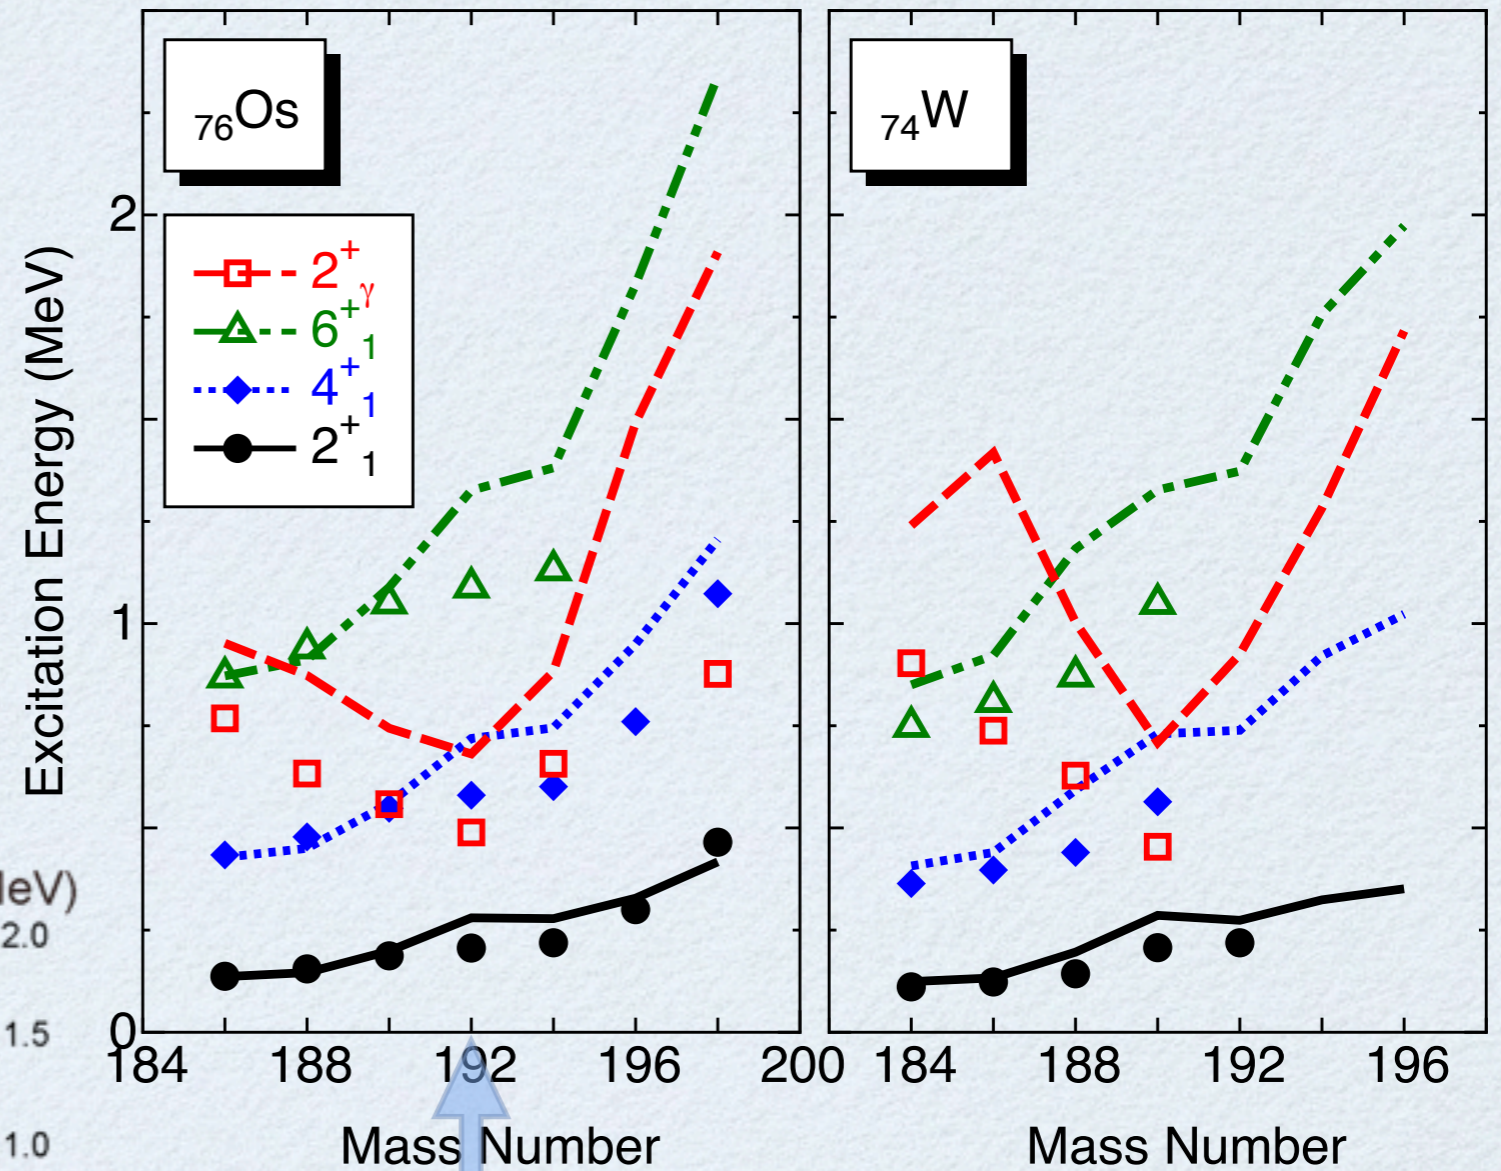 ₇₆Os
₇₄W
2
1
0
Excitation Energy (MeV)
2⁺γ
6⁺₁
4⁺₁
2⁺₁
184 188 192 196 200
184 188 192 196
Mass Number
Mass Number
eV)
2.0
1.5
1.0